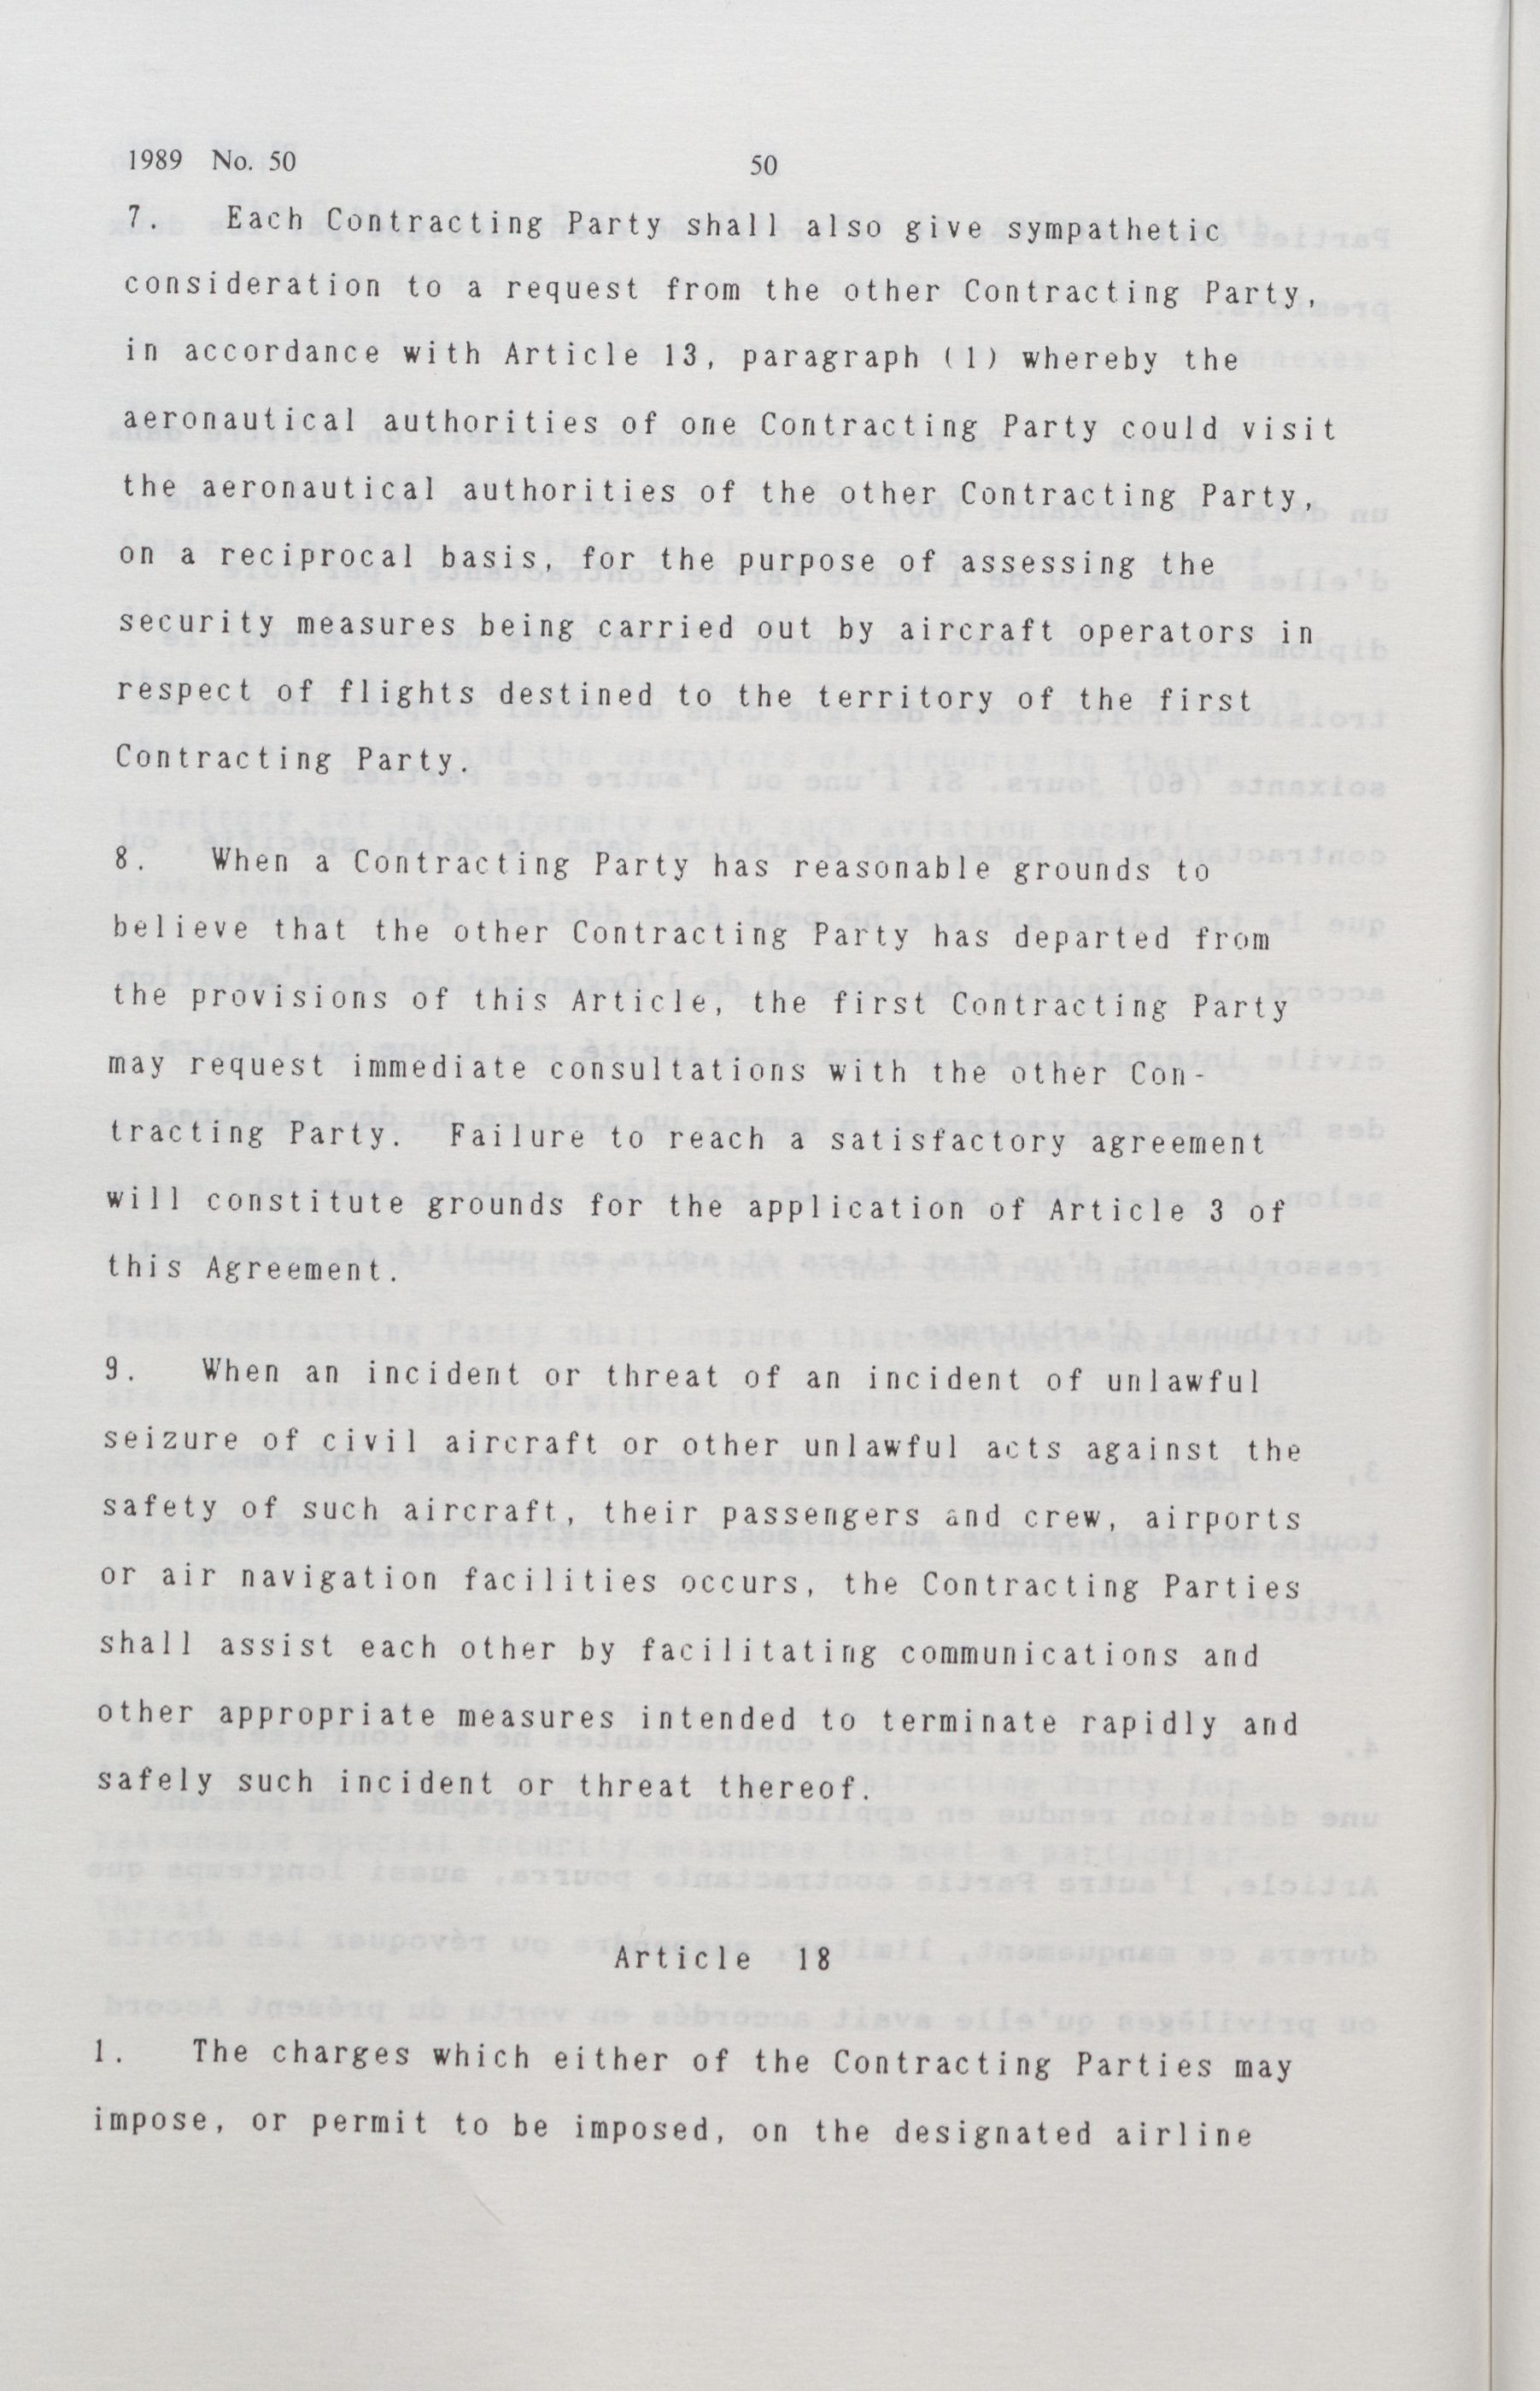 1989 No. 50
50
7. Each Contracting Party shall also give sympathetic
consideration to a request from the other Contracting Party,
in accordance with Article 13, paragraph (1) whereby the
aeronautical authorities of one Contracting Party could visit
the aeronautical authorities of the other Contracting Party,
on a reciprocal basis, for the purpose of assessing the
security measures being carried out by aircraft operators in
respect of flights destined to the territory of the first
Contracting Party.
8. When a Contracting Party has reasonable grounds to
believe that the other Contracting Party has departed from
the provisions of this Article, the first Contracting Party
may request immediate consultations with the other Con-
tracting Party. Failure to reach a satisfactory agreement
will constitute grounds for the application of Article 3 of
this Agreement.
9. When an incident or threat of an incident of unlawful
seizure of civil aircraft or other unlawful acts against the
safety of such aircraft, their passengers and crew, airports
or air navigation facilities occurs, the Contracting Parties
shall assist each other by facilitating communications and
other appropriate measures intended to terminate rapidly and
safely such incident or threat thereof.
Article 18
1. The charges which either of the Contracting Parties may
impose, or permit to be imposed, on the designated airline